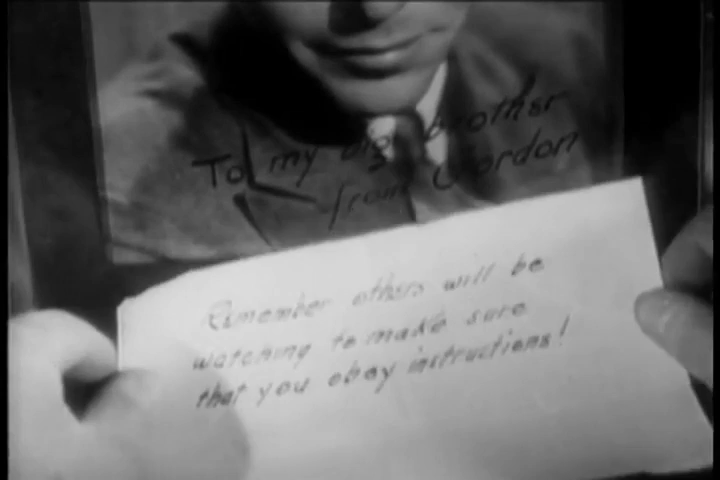 To my big brother
from Gordon
Remember others will be
watching to make sure
that you obey instructions!